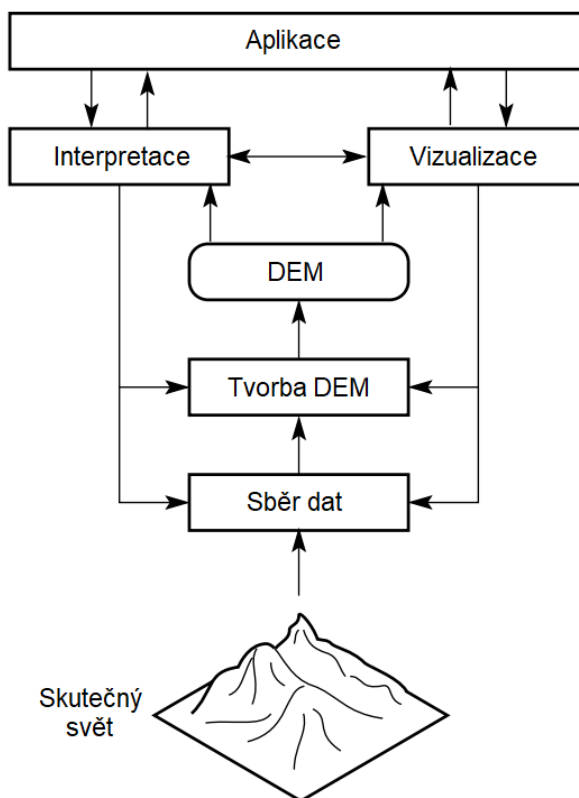 Aplikace
Interpretace
Vizualizace
DEM
Tvorba DEM
Sběr dat
Skutečný
svět